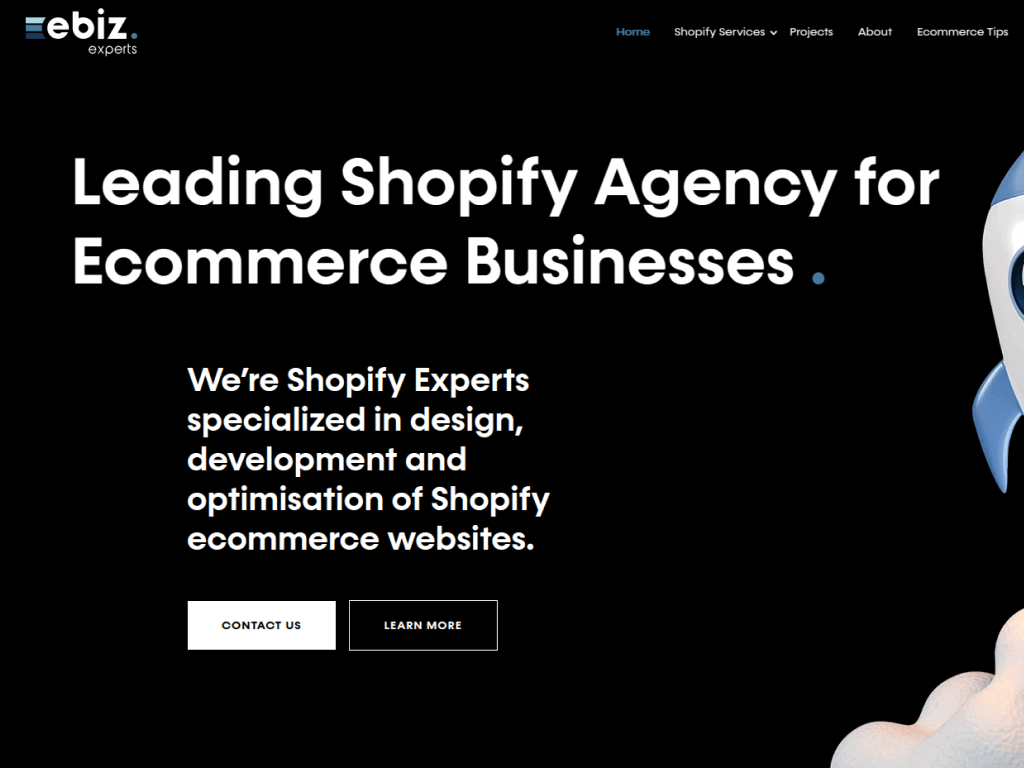 ebiz.
experts
Home
Shopify Services
Projects
About
Ecommerce Tips
Leading Shopify Agency for
Ecommerce Businesses .
We’re Shopify Experts
specialized in design,
development and
optimisation of Shopify
ecommerce websites.
CONTACT US
LEARN MORE